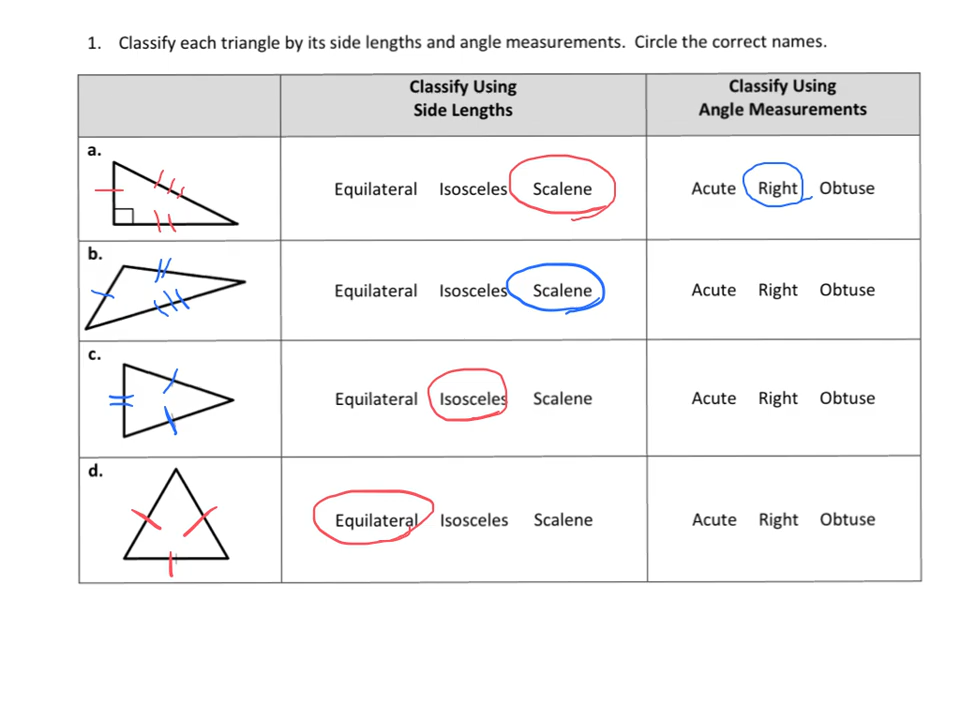 1. Classify each triangle by its side lengths and angle measurements. Circle the correct names.
Classify Using
Side Lengths
Classify Using
Angle Measurements
a.
Equilateral Isosceles Scalene
Acute Right Obtuse
b.
Equilateral Isosceles Scalene
Acute Right Obtuse
c.
Equilateral Isosceles Scalene
Acute Right Obtuse
d.
Equilateral Isosceles Scalene
Acute Right Obtuse